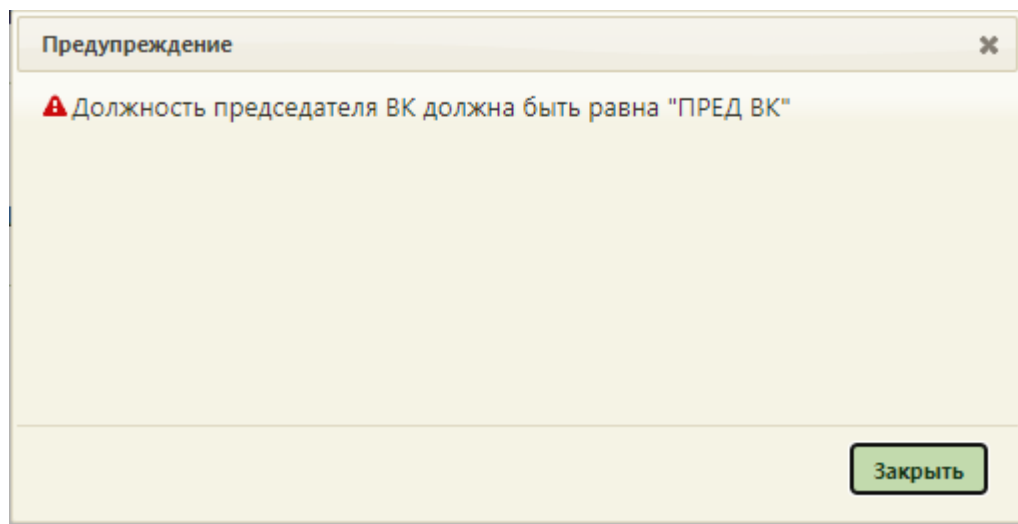 Предупреждение
Должность председателя ВК должна быть равна "ПРЕД ВК"
Закрыть